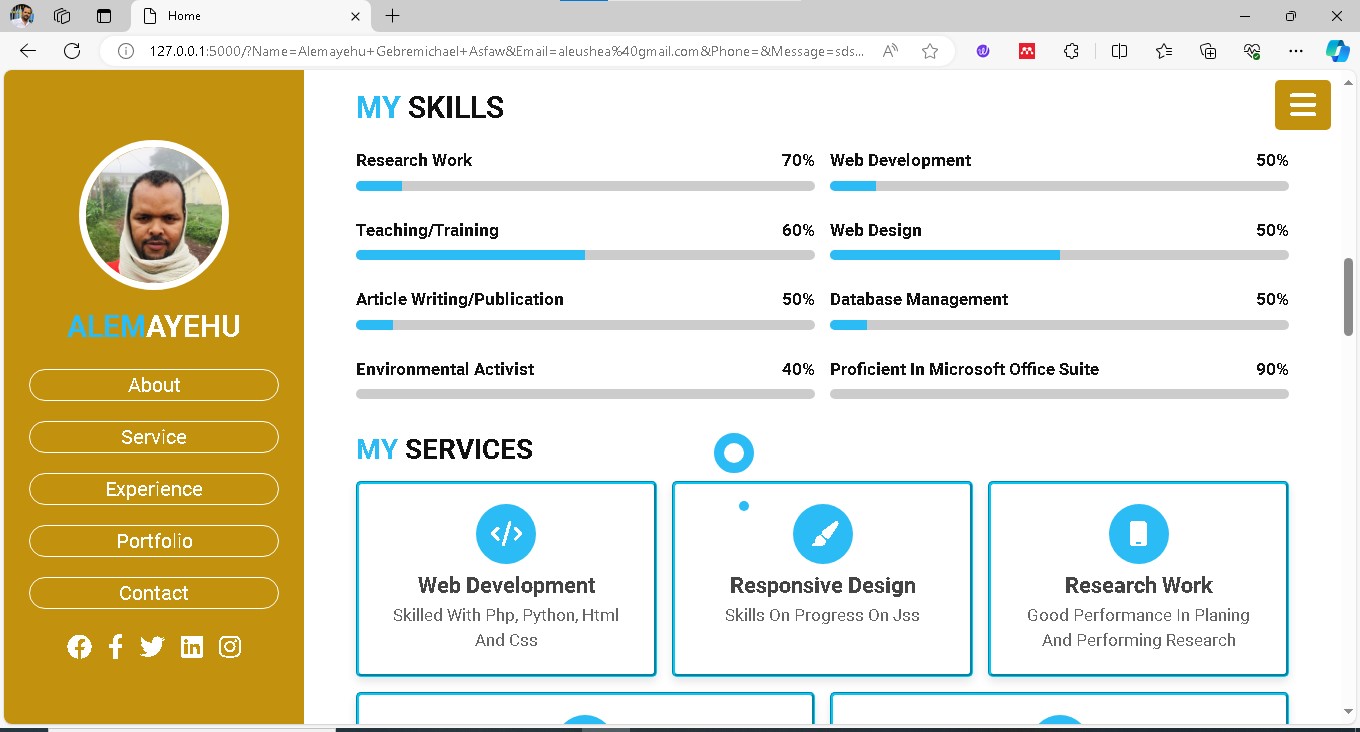 Home
127.0.0.1:5000/?Name=Alemayehu+Gebremichael+Asfaw&Email=aleushea%40gmail.com&Phone=&Message=sds...
ALEMAYEHU
About
Service
Experience
Portfolio
Contact
MY SKILLS
Research Work 70%
Web Development 50%
Teaching/Training 60%
Web Design 50%
Article Writing/Publication 50%
Database Management 50%
Environmental Activist 40%
Proficient In Microsoft Office Suite 90%
MY SERVICES
Web Development
Skilled With Php, Python, Html
And Css
Responsive Design
Skills On Progress On Jss
Research Work
Good Performance In Planing
And Performing Research